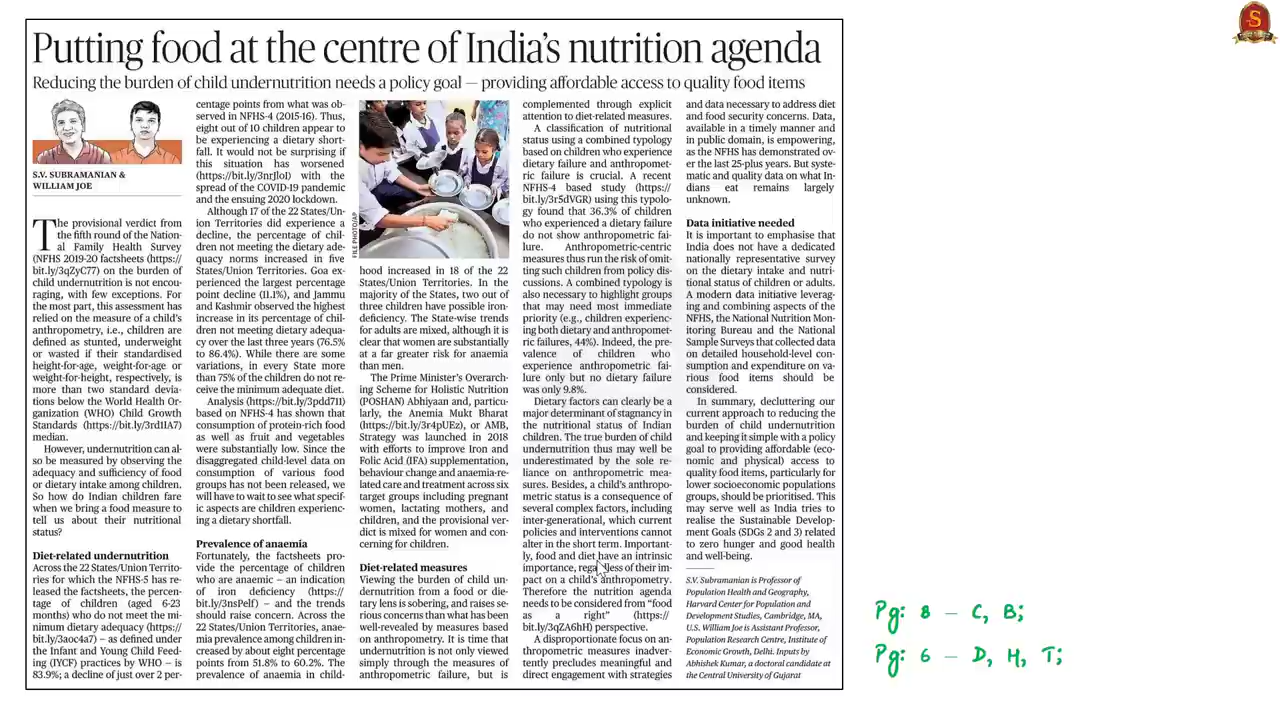 Putting food at the centre of India's nutrition agenda
Reducing the burden of child undernutrition needs a policy goal — providing affordable access to quality food items
S.V. SUBRAMANIAN &
WILLIAM JOE
The provisional verdict from
the fifth round of the Nation-
al Family Health Survey
(NFHS 2019-20 factsheets (https://
bit.ly/3qZyC77) on the burden of
child undernutrition is not encou-
raging, with few exceptions. For
the most part, this assessment has
relied on the measure of a child's
anthropometry, i.e., children are
defined as stunted, underweight
or wasted if their standardised
height-for-age, weight-for-age or
weight-for-height, respectively, is
more than two standard devia-
tions below the World Health Or-
ganization (WHO) Child Growth
Standards (https://bit.ly/3rd1IA7)
median.
However, undernutrition can al-
so be measured by observing the
adequacy and sufficiency of food
or dietary intake among children.
So how do Indian children fare
when we bring a food measure to
tell us about their nutritional
status?
Diet-related undernutrition
Across the 22 States/Union Territo-
ries for which the NFHS-5 has re-
leased the factsheets, the percen-
tage of children (aged 6-23
months) who do not meet the mi-
nimum dietary adequacy (https://
bit.ly/3aoc4a7) – as defined under
the Infant and Young Child Feed-
ing (IYCF) practices by WHO – is
83.9%; a decline of just over 2 per-
centage points from what was ob-
served in NFHS-4 (2015-16). Thus,
eight out of 10 children appear to
be experiencing a dietary short-
fall. It would not be surprising if
this situation has worsened
(https://bit.ly/3nrJloI) with the
spread of the COVID-19 pandemic
and the ensuing 2020 lockdown.
Although 17 of the 22 States/Un-
ion Territories did experience a
decline, the percentage of chil-
dren not meeting the dietary ade-
quacy norms increased in five
States/Union Territories. Goa ex-
perienced the largest percentage
point decline (11.1%), and Jammu
and Kashmir observed the highest
increase in its percentage of chil-
dren not meeting dietary adequa-
cy over the last three years (76.5%
to 86.4%). While there are some
variations, in every State more
than 75% of the children do not re-
ceive the minimum adequate diet.
Analysis (https://bit.ly/3pdd7I1)
based on NFHS-4 has shown that
consumption of protein-rich food
as well as fruit and vegetables
were substantially low. Since the
disaggregated child-level data on
consumption of various food
groups has not been released, we
will have to wait to see what specif-
ic aspects are children experienc-
ing a dietary shortfall.
Prevalence of anaemia
Fortunately, the factsheets pro-
vide the percentage of children
who are anaemic – an indication
of iron deficiency (https://
bit.ly/3nsPelf) – and the trends
should raise concern. Across the
22 States/Union Territories, anae-
mia prevalence among children in-
creased by about eight percentage
points from 51.8% to 60.2%. The
prevalence of anaemia in child-
FILE PHOTO/AP
hood increased in 18 of the 22
States/Union Territories. In the
majority of the States, two out of
three children have possible iron-
deficiency. The State-wise trends
for adults are mixed, although it is
clear that women are substantially
at a far greater risk for anaemia
than men.
The Prime Minister's Overarch-
ing Scheme for Holistic Nutrition
(POSHAN) Abhiyaan and, particu-
larly, the Anemia Mukt Bharat
(https://bit.ly/3r4pUEz), or AMB,
Strategy was launched in 2018
with efforts to improve Iron and
Folic Acid (IFA) supplementation,
behaviour change and anaemia-re-
lated care and treatment across six
target groups including pregnant
women, lactating mothers, and
children, and the provisional ver-
dict is mixed for women and con-
cerning for children.
Diet-related measures
Viewing the burden of child un-
dernutrition from a food or die-
tary lens is sobering, and raises se-
rious concerns than what has been
well-revealed by measures based
on anthropometry. It is time that
undernutrition is not only viewed
simply through the measures of
anthropometric failure, but is
complemented through explicit
attention to diet-related measures.
A classification of nutritional
status using a combined typology
based on children who experience
dietary failure and anthropomet-
ric failure is crucial. A recent
NFHS-4 based study (https://
bit.ly/3r5dVGR) using this typolo-
gy found that 36.3% of children
who experienced a dietary failure
do not show anthropometric fai-
lure. Anthropometric-centric
measures thus run the risk of omit-
ting such children from policy dis-
cussions. A combined typology is
also necessary to highlight groups
that may need most immediate
priority (e.g., children experienc-
ing both dietary and anthropomet-
ric failures, 44%). Indeed, the pre-
valence of children who
experience anthropometric fai-
lure only but no dietary failure
was only 9.8%.
Dietary factors can clearly be a
major determinant of stagnancy in
the nutritional status of Indian
children. The true burden of child
undernutrition thus may well be
underestimated by the sole re-
liance on anthropometric mea-
sures. Besides, a child's anthropo-
metric status is a consequence of
several complex factors, including
inter-generational, which current
policies and interventions cannot
alter in the short term. Important-
ly, food and diet have an intrinsic
importance, regardless of their im-
pact on a child's anthropometry.
Therefore the nutrition agenda
needs to be considered from "food
as a right" (https://
bit.ly/3qZAGhH) perspective.
A disproportionate focus on an-
thropometric measures inadver-
tently precludes meaningful and
direct engagement with strategies
and data necessary to address diet
and food security concerns. Data,
available in a timely manner and
in public domain, is empowering,
as the NFHS has demonstrated ov-
er the last 25-plus years. But syste-
matic and quality data on what In-
dians eat remains largely
unknown.
Data initiative needed
It is important to emphasise that
India does not have a dedicated
nationally representative survey
on the dietary intake and nutri-
tional status of children or adults.
A modern data initiative leverag-
ing and combining aspects of the
NFHS, the National Nutrition Mon-
itoring Bureau and the National
Sample Surveys that collected data
on detailed household-level con-
sumption and expenditure on va-
rious food items should be
considered.
In summary, decluttering our
current approach to reducing the
burden of child undernutrition
and keeping it simple with a policy
goal to providing affordable (eco-
nomic and physical) access to
quality food items, particularly for
lower socioeconomic populations
groups, should be prioritised. This
may serve well as India tries to
realise the Sustainable Develop-
ment Goals (SDGs 2 and 3) related
to zero hunger and good health
and well-being.
S.V. Subramanian is Professor of
Population Health and Geography,
Harvard Center for Population and
Development Studies, Cambridge, MA,
U.S. William Joe is Assistant Professor,
Population Research Centre, Institute of
Economic Growth, Delhi. Inputs by
Abhishek Kumar, a doctoral candidate at
the Central University of Gujarat
S
Pg: 8 – C, B;
Pg: 6 – D, H, T;